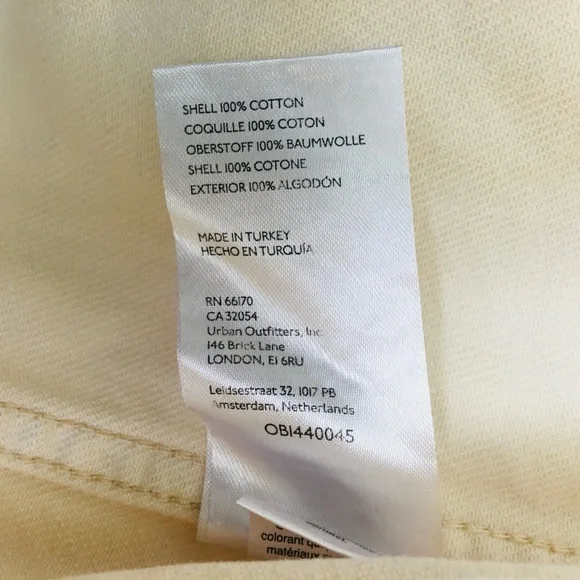 SHELL 100% COTTON
COQUILLE 100% COTON
OBERSTOFF 100% BAUMWOLLE
SHELL 100% COTONE
EXTERIOR 100% ALGODÓN
MADE IN TURKEY
HECHO EN TURQUÍA
RN 66170
CA 32054
Urban Outfitters, Inc.
146 Brick Lane
LONDON, E1 6RU
Leidsestraat 32, 1017 PB
Amsterdam, Netherlands
OB1440045
colorant qu
matériaux s